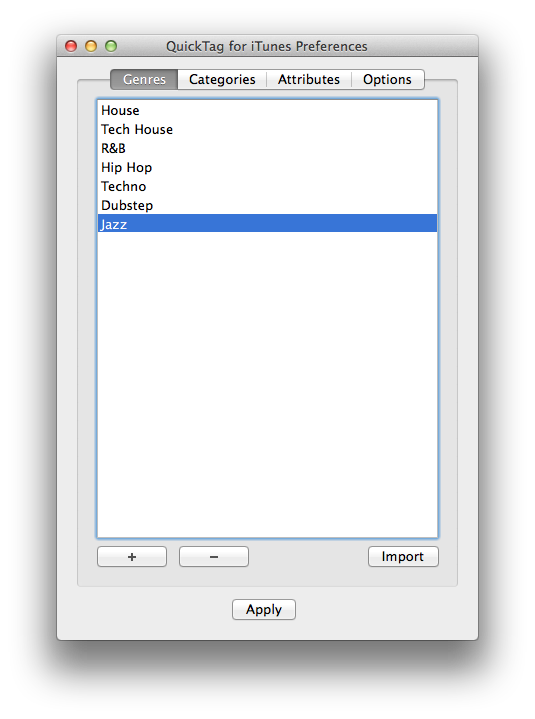 QuickTag for iTunes Preferences
Genres Categories Attributes Options
House
Tech House
R&B
Hip Hop
Techno
Dubstep
Jazz
+ − Import
Apply